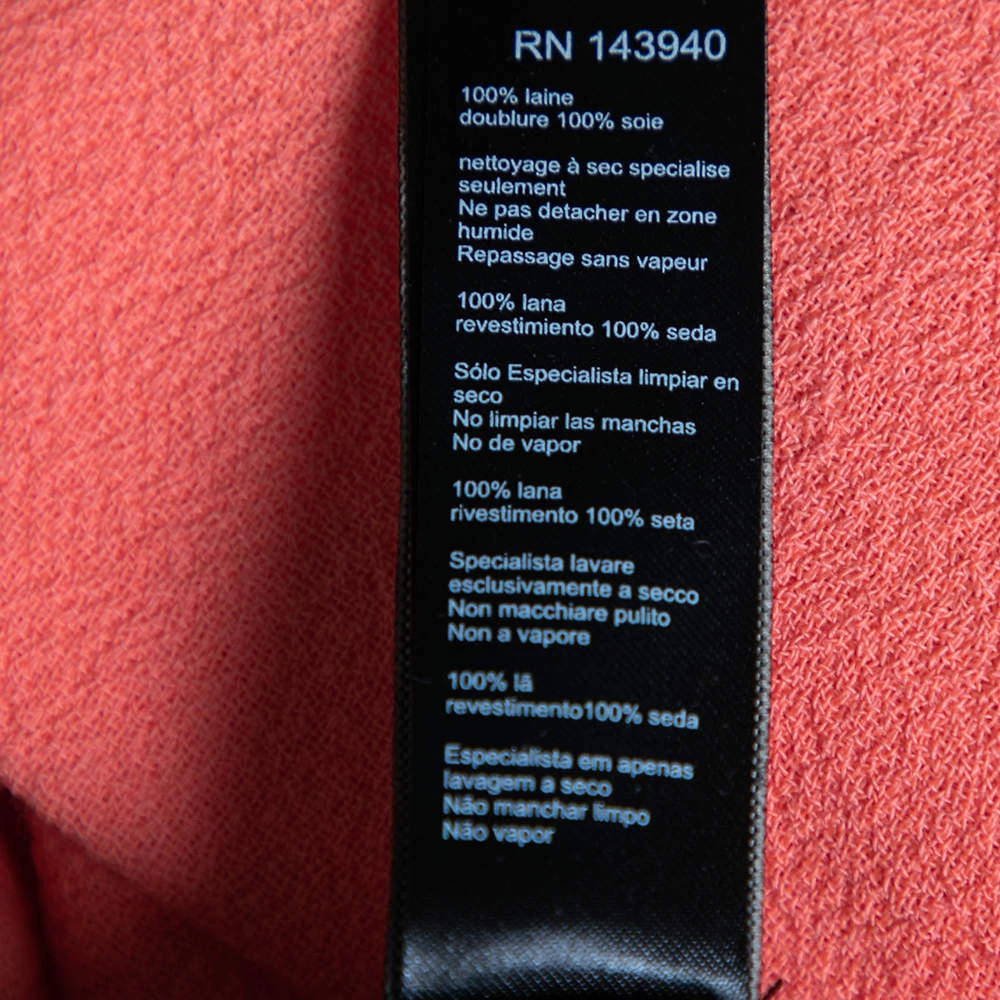 RN 143940
100% laine
doublure 100% soie
nettoyage à sec specialise
seulement
Ne pas detacher en zone
humide
Repassage sans vapeur
100% lana
revestimiento 100% seda
Sólo Especialista limpiar en
seco
No limpiar las manchas
No de vapor
100% lana
rivestimento 100% seta
Specialista lavare
esclusivamente a secco
Non macchiare pulito
Non a vapore
100% lã
revestimento100% seda
Especialista em apenas
lavagem a seco
Não manchar limpo
Não vapor